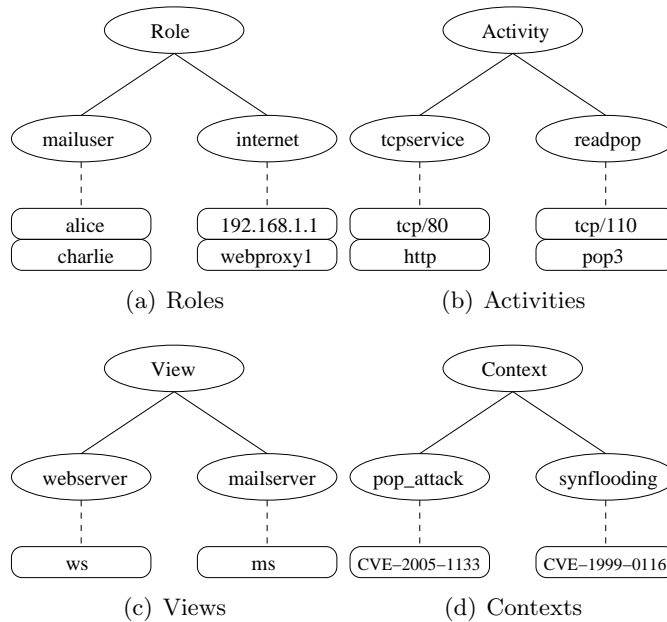 Role
mailuser internet
alice 192.168.1.1
charlie webproxy1
(a) Roles
Activity
tcpservice readpop
tcp/80 tcp/110
http pop3
(b) Activities
View
webserver mailserver
ws ms
(c) Views
Context
pop_attack synflooding
CVE−2005−1133 CVE−1999−0116
(d) Contexts